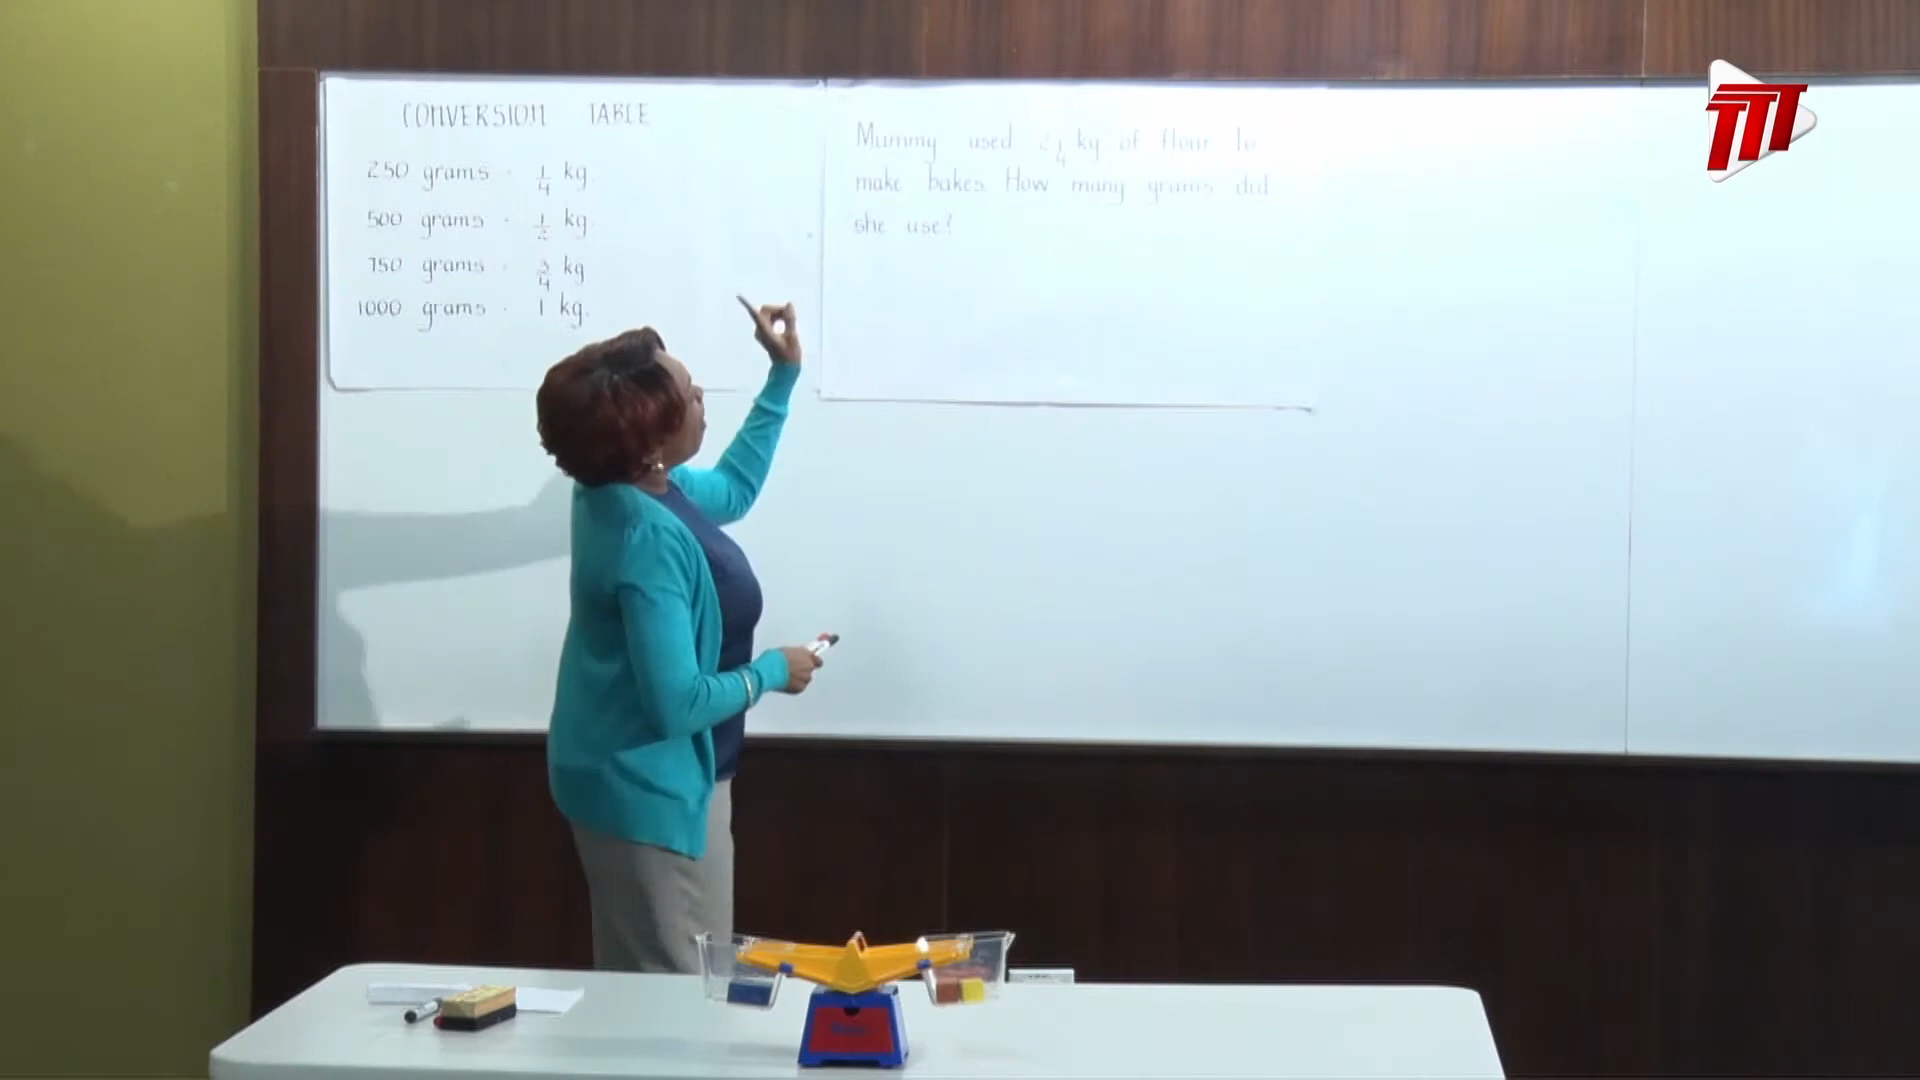 CONVERSION TABLE
250 grams - 1/4 kg.
500 grams - 1/2 kg.
750 grams - 3/4 kg
1000 grams - 1 kg.
Mummy used 2 1/4 kg of flour to
make bakes. How many grams did
she use?
TTT